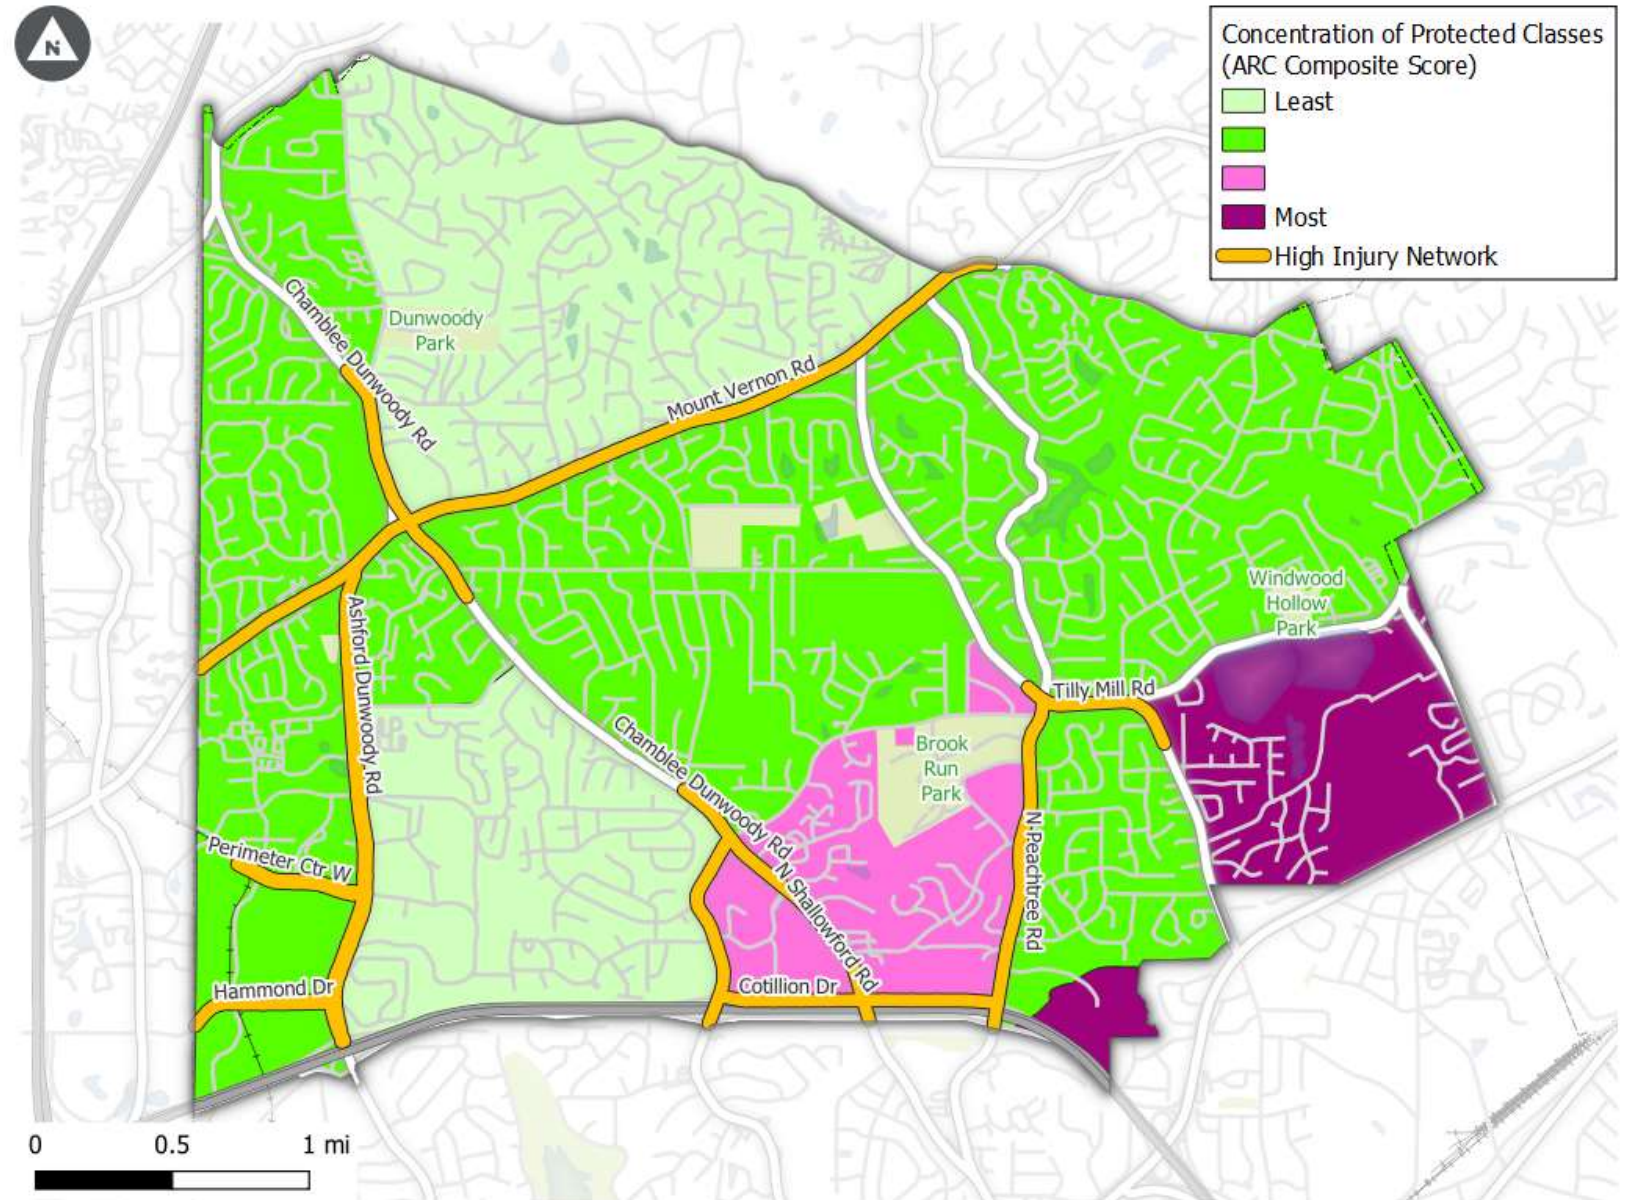 N
Concentration of Protected Classes
(ARC Composite Score)
Least
Most
High Injury Network
Chamblee Dunwoody Rd
Dunwoody
Park
Mount Vernon Rd
Windwood
Hollow
Park
Ashford Dunwoody Rd
Tilly Mill Rd
Chamblee Dunwoody Rd
Brook
Run
Park
N Peachtree Rd
Perimeter Ctr W
N Shallowford Rd
Hammond Dr
Cotillion Dr
0 0.5 1 mi